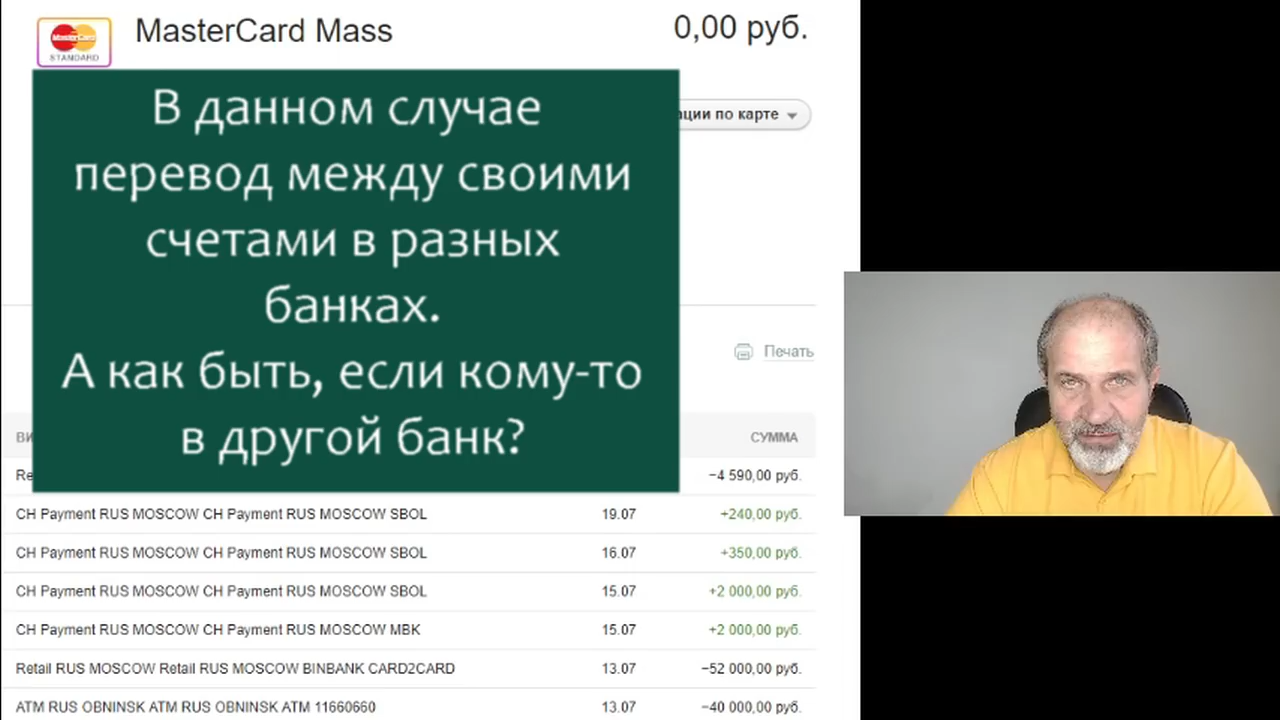 MasterCard Mass
0,00 руб.
MasterCard
STANDARD
В данном случае
перевод между своими
счетами в разных
банках.
А как быть, если кому-то
в другой банк?
ации по карте
Печать
ВИ
СУММА
Re
−4 590,00 руб.
CH Payment RUS MOSCOW CH Payment RUS MOSCOW SBOL 19.07 +240,00 руб.
CH Payment RUS MOSCOW CH Payment RUS MOSCOW SBOL 16.07 +350,00 руб.
CH Payment RUS MOSCOW CH Payment RUS MOSCOW SBOL 15.07 +2 000,00 руб.
CH Payment RUS MOSCOW CH Payment RUS MOSCOW MBK 15.07 +2 000,00 руб.
Retail RUS MOSCOW Retail RUS MOSCOW BINBANK CARD2CARD 13.07 −52 000,00 руб.
ATM RUS OBNINSK ATM RUS OBNINSK ATM 11660660 13.07 −40 000,00 руб.